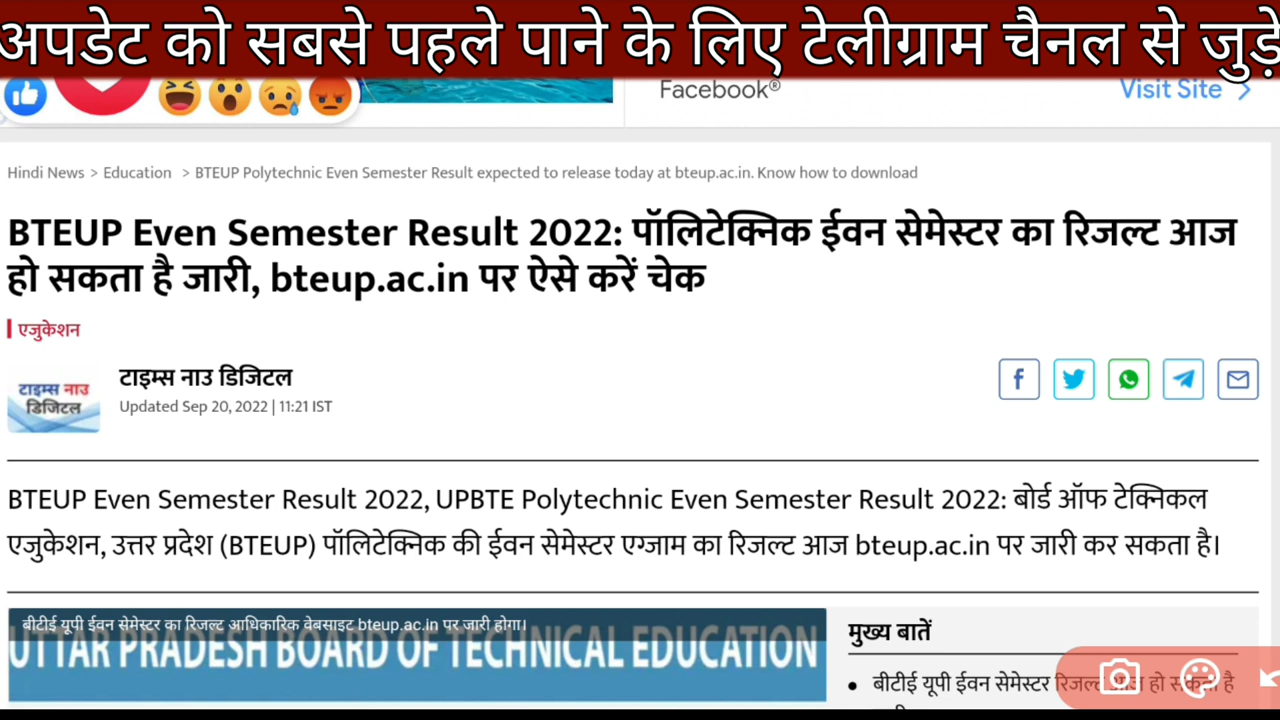 अपडेट को सबसे पहले पाने के लिए टेलीग्राम चैनल से जुड़े
Facebook®
Visit Site
Hindi News > Education > BTEUP Polytechnic Even Semester Result expected to release today at bteup.ac.in. Know how to download
BTEUP Even Semester Result 2022: पॉलिटेक्निक ईवन सेमेस्टर का रिजल्ट आज
हो सकता है जारी, bteup.ac.in पर ऐसे करें चेक
एजुकेशन
टाइम्स नाउ
डिजिटल
टाइम्स नाउ डिजिटल
Updated Sep 20, 2022 | 11:21 IST
BTEUP Even Semester Result 2022, UPBTE Polytechnic Even Semester Result 2022: बोर्ड ऑफ टेक्निकल
एजुकेशन, उत्तर प्रदेश (BTEUP) पॉलिटेक्निक की ईवन सेमेस्टर एग्जाम का रिजल्ट आज bteup.ac.in पर जारी कर सकता है।
बीटीई यूपी ईवन सेमेस्टर का रिजल्ट आधिकारिक वेबसाइट bteup.ac.in पर जारी होगा।
UTTAR PRADESH BOARD OF TECHNICAL EDUCATION
मुख्य बातें
• बीटीई यूपी ईवन सेमेस्टर रिजल्ट आज हो सकता है